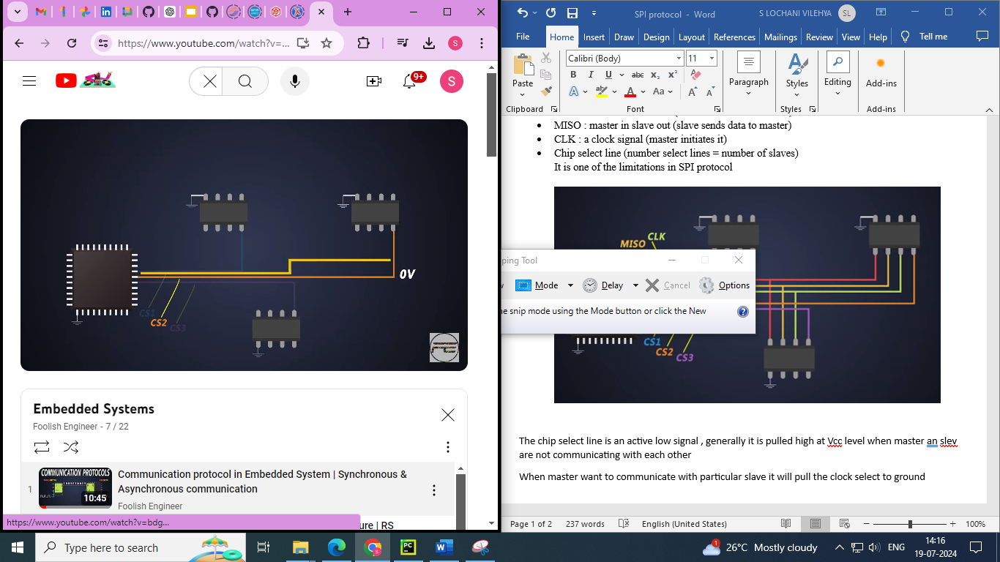 https://www.youtube.com/watch?v=...
S
9+
S
0V
CS1
CS2
CS3
Embedded Systems
Foolish Engineer - 7 / 22
1
COMMUNICATION PROTOCOLS
10:45
Communication protocol in Embedded System | Synchronous &
Asynchronous communication
Foolish Engineer
https://www.youtube.com/watch?v=bdg...
ure | RS
SPI protocol - Word
S LOCHANI VILEHYA
SL
File
Home
Insert
Draw
Design
Layout
References
Mailings
Review
View
Help
Tell me
Paste
Clipboard
Calibri (Body)
11
B I U abc x₂ x²
A A Aa A A
Font
Paragraph
Styles
Styles
Editing
Add-ins
Add-ins
• MISO : master in slave out (slave sends data to master)
• CLK : a clock signal (master initiates it)
• Chip select line (number select lines = number of slaves)
It is one of the limitations in SPI protocol
CLK
MISO
ping Tool
Mode
Delay
Cancel
Options
he snip mode using the Mode button or click the New
CS1
CS2
CS3
The chip select line is an active low signal , generally it is pulled high at Vcc level when master an slev
are not communicating with each other
When master want to communicate with particular slave it will pull the clock select to ground
Page 1 of 2
237 words
English (United States)
100%
Type here to search
PC
W
1
26°C Mostly cloudy
ENG
14:16
19-07-2024